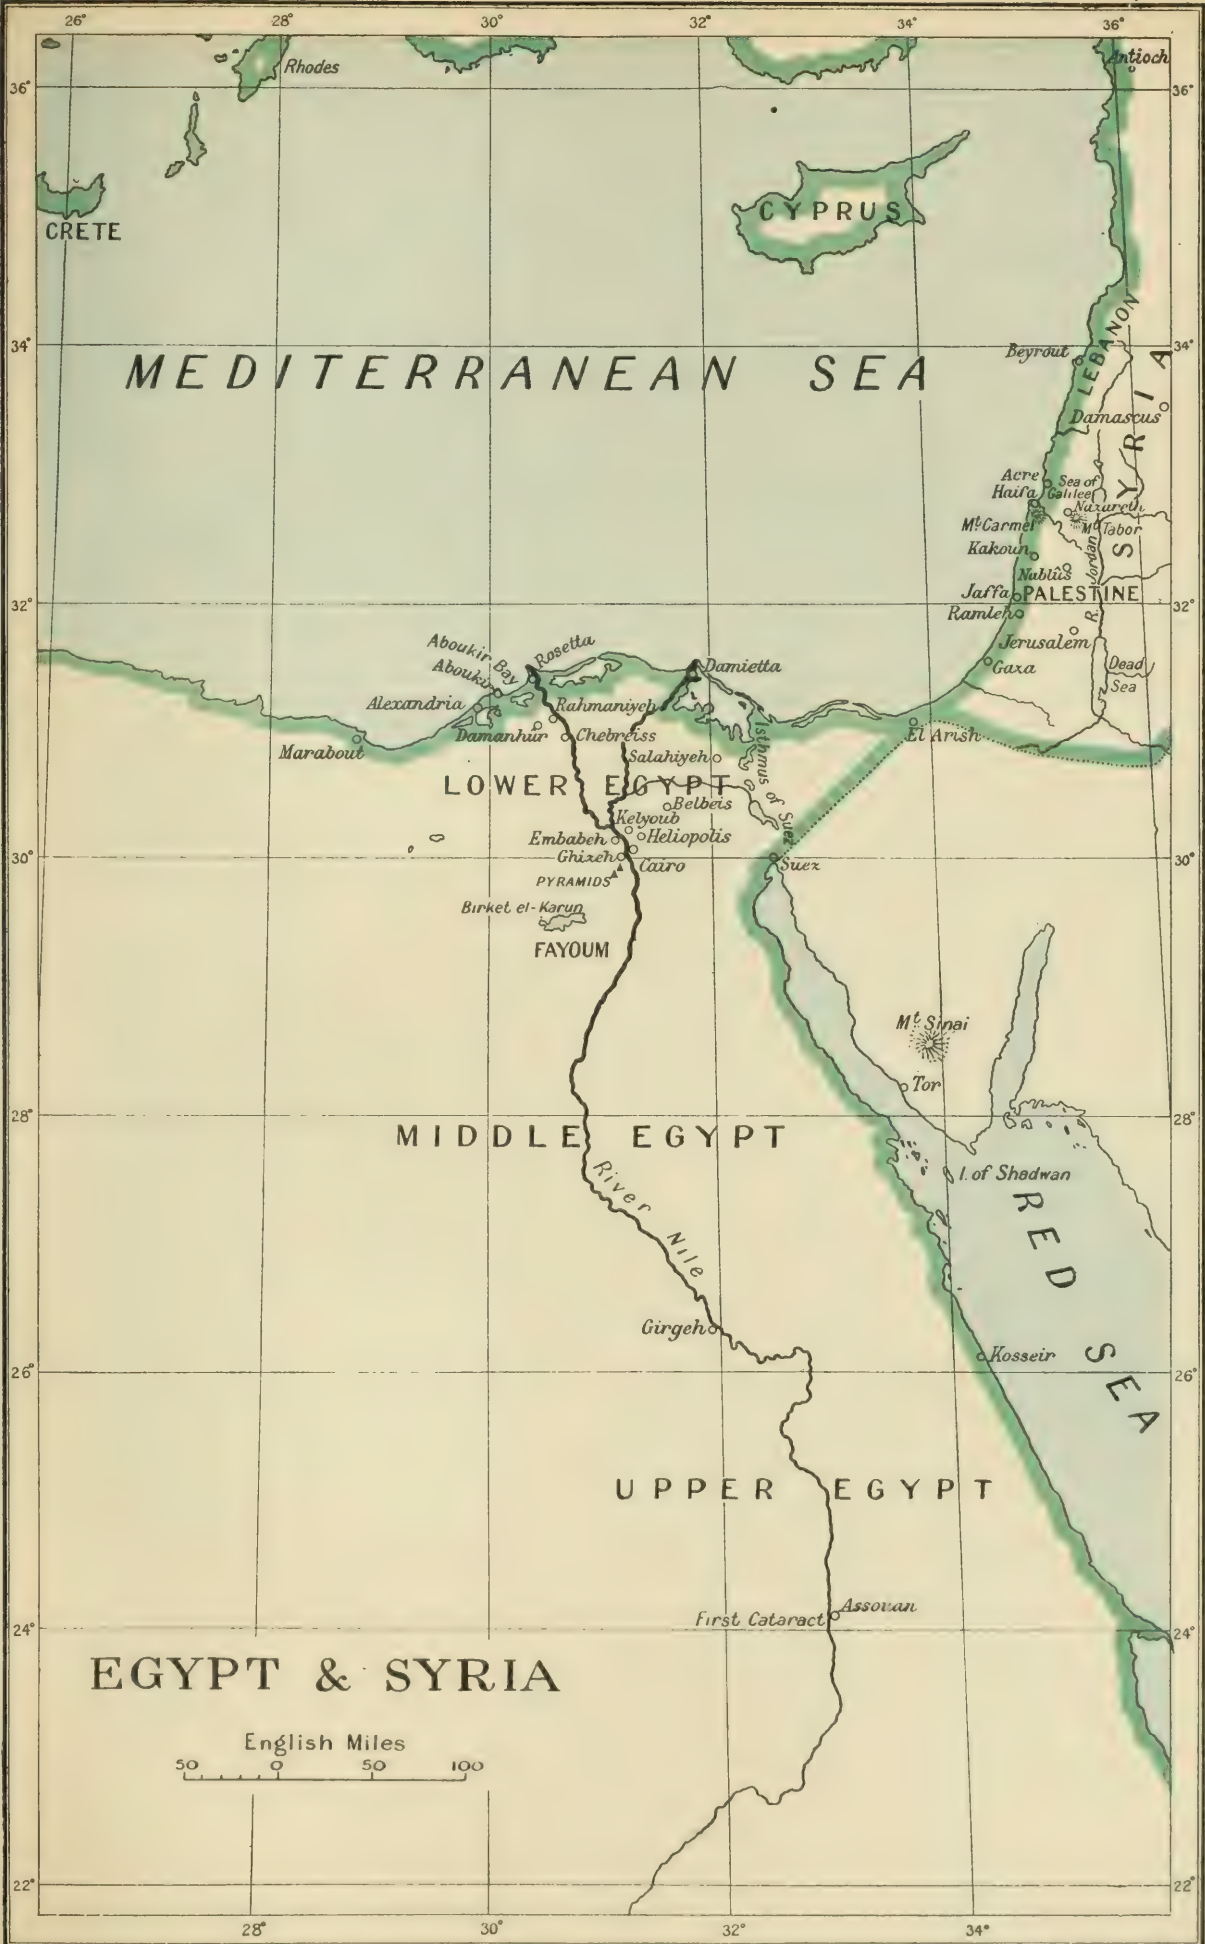 26° 28° 30° 32° 34° 36°
Antioch
Rhodes
36° 36°
CYPRUS
CRETE
LEBANON
34° 34°
Beyrout
MEDITERRANEAN SEA
SYRIA
Damascus
Acre
Sea of
Galilee
Haifa
Nazareth
Mt. Carmel
Mt. Tabor
Kakoun
R. Jordan
Nablûs
Jaffa
PALESTINE
32° 32°
Ramleh
Jerusalem
Aboukir Bay
Rosetta
Damietta
Gaza
Dead
Sea
Aboukir
Alexandria
Rahmaniyeh
Damanhûr
Chebreiss
El Arish
Marabout
Isthmus of Suez
Salahiyeh
LOWER EGYPT
Belbeis
Kelyoub
Embabeh
Heliopolis
Ghizeh
30° 30°
Cairo
Suez
PYRAMIDS
Birket el-Karun
FAYOUM
Mt Sinai
Tor
28° 28°
MIDDLE EGYPT
I. of Shadwan
River Nile
RED SEA
Girgeh
Kosseir
26° 26°
UPPER EGYPT
Assouan
First Cataract
24° 24°
EGYPT & SYRIA
English Miles
50 0 50 100
22° 22°
28° 30° 32° 34°